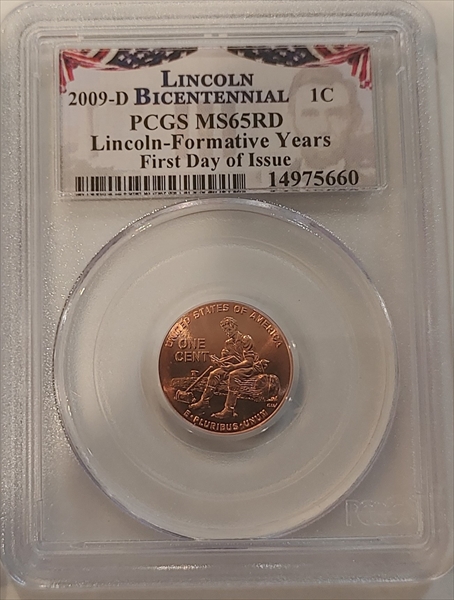 LINCOLN
2009-D BICENTENNIAL 1C
PCGS MS65RD
Lincoln-Formative Years
First Day of Issue
14975660
UNITED STATES OF AMERICA
ONE
CENT
E·PLURIBUS·UNUM